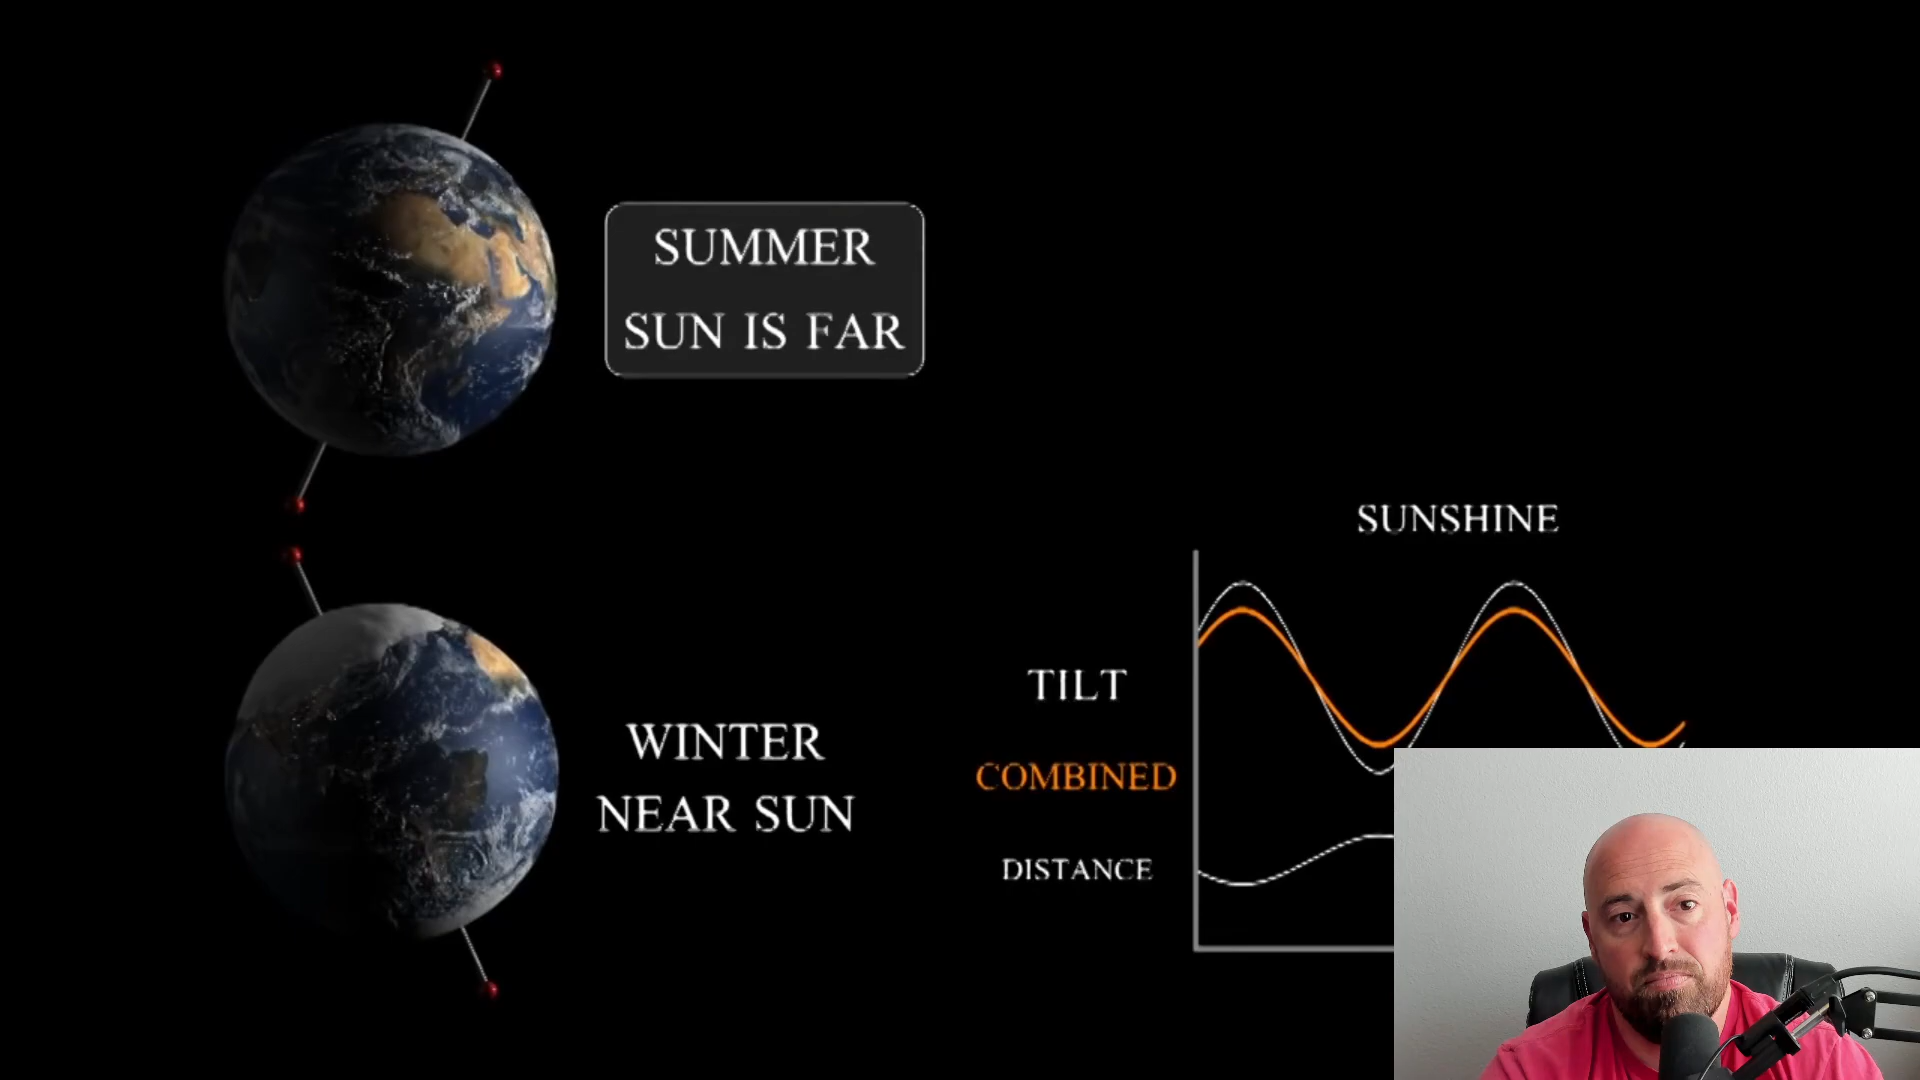 SUMMER
SUN IS FAR
WINTER
NEAR SUN
SUNSHINE
TILT
COMBINED
DISTANCE